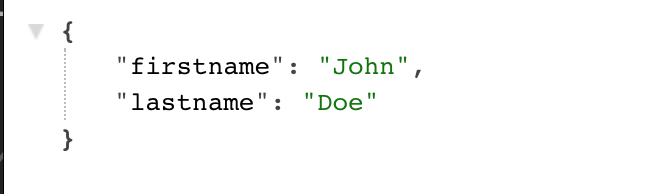 {
"firstname": "John",
"lastname": "Doe"
}